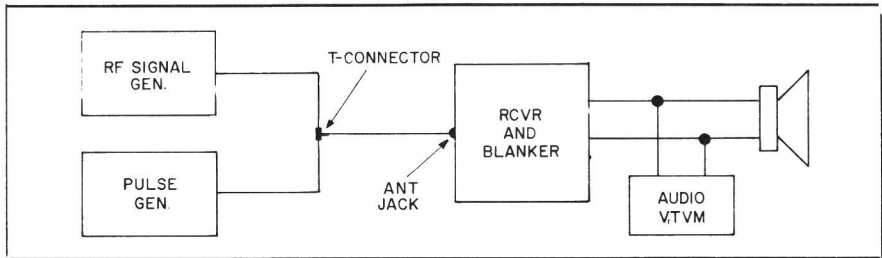 RF SIGNAL
GEN.
PULSE
GEN.
T-CONNECTOR
ANT
JACK
RCVR
AND
BLANKER
AUDIO
V.TVM